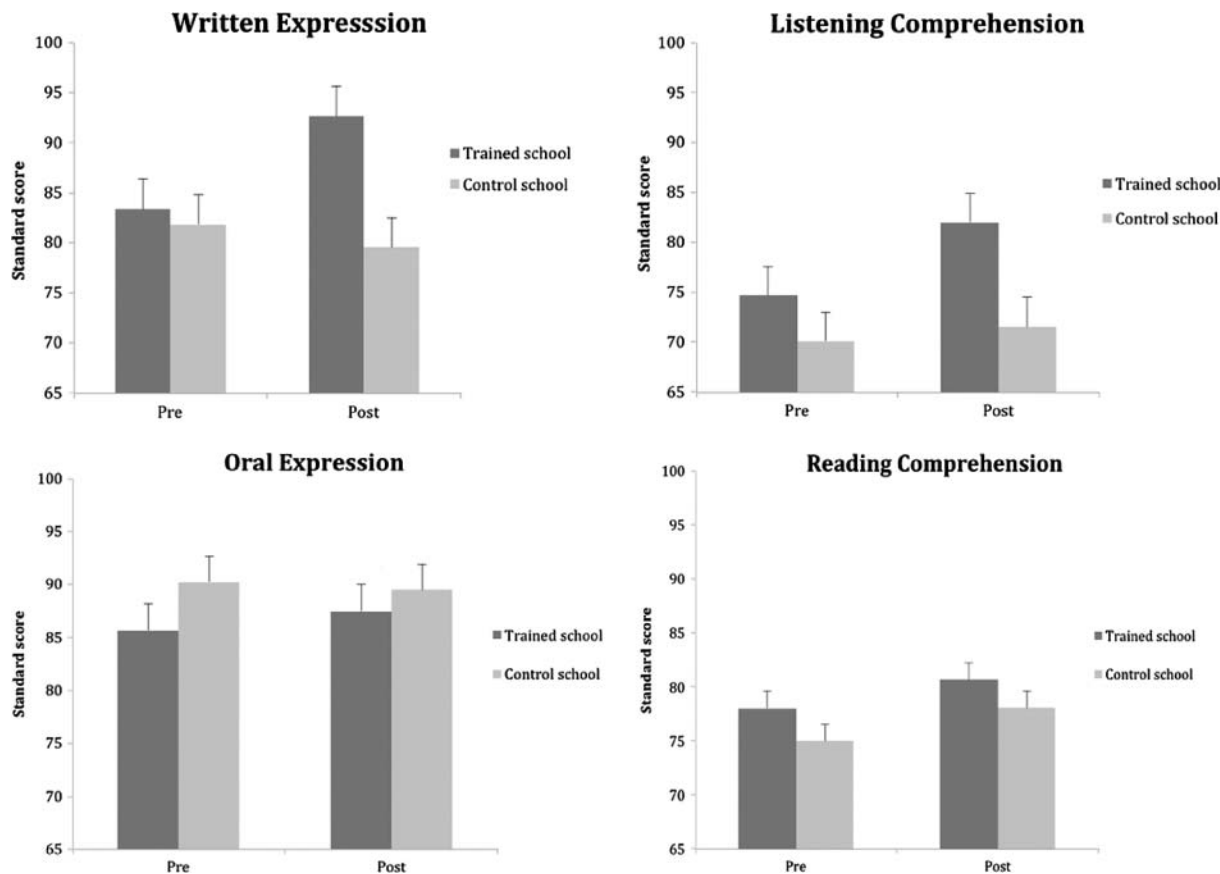 Written Expresssion
100
95
90
85
80
75
70
65
Standard score
Pre
Post
Trained school
Control school
Listening Comprehension
100
95
90
85
80
75
70
65
Standard score
Pre
Post
Trained school
Control school
Oral Expression
100
95
90
85
80
75
70
65
Standard score
Pre
Post
Trained school
Control school
Reading Comprehension
100
95
90
85
80
75
70
65
Standard score
Pre
Post
Trained school
Control school